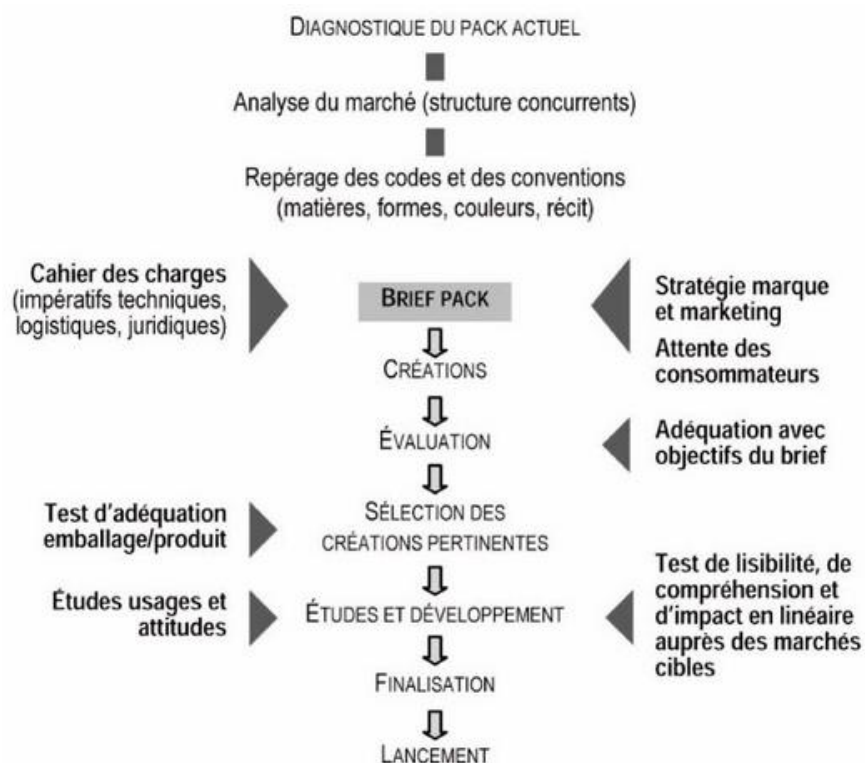 DIAGNOSTIQUE DU PACK ACTUEL
Analyse du marché (structure concurrents)
Repérage des codes et des conventions
(matières, formes, couleurs, récit)
Cahier des charges
(impératifs techniques,
logistiques, juridiques)
BRIEF PACK
Stratégie marque
et marketing
Attente des
consommateurs
CRÉATIONS
ÉVALUATION
Adéquation avec
objectifs du brief
Test d'adéquation
emballage/produit
SÉLECTION DES
CRÉATIONS PERTINENTES
Études usages et
attitudes
ÉTUDES ET DÉVELOPPEMENT
Test de lisibilité, de
compréhension et
d'impact en linéaire
auprès des marchés
cibles
FINALISATION
LANCEMENT